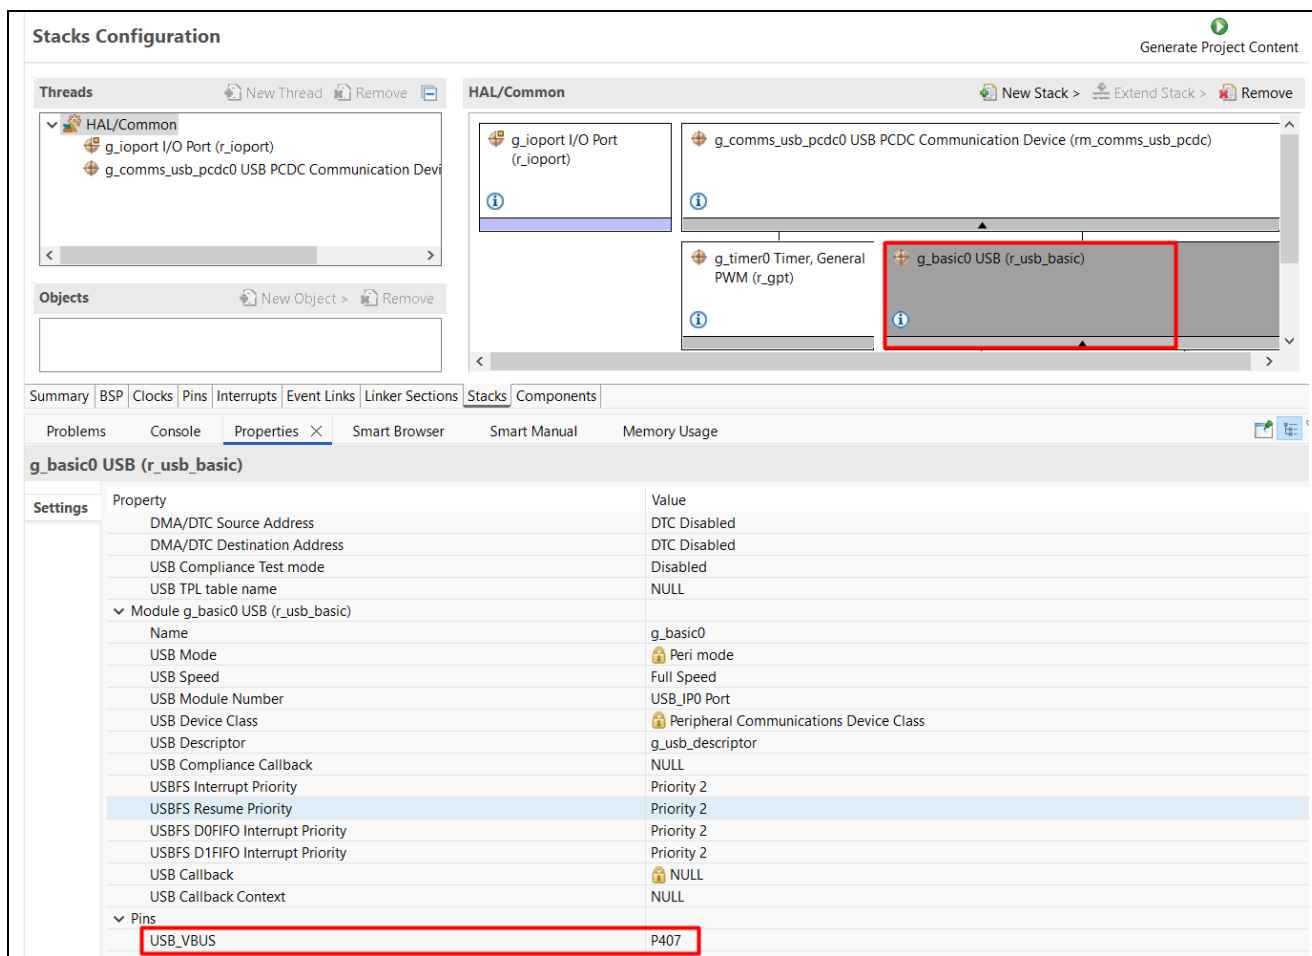 Stacks Configuration
Generate Project Content
Threads
New Thread
Remove
HAL/Common
g_ioport I/O Port (r_ioport)
g_comms_usb_pcdc0 USB PCDC Communication Devi
Objects
New Object >
Remove
HAL/Common
New Stack >
Extend Stack >
Remove
g_ioport I/O Port
(r_ioport)
g_comms_usb_pcdc0 USB PCDC Communication Device (rm_comms_usb_pcdc)
g_timer0 Timer, General
PWM (r_gpt)
g_basic0 USB (r_usb_basic)
Summary BSP Clocks Pins Interrupts Event Links Linker Sections Stacks Components
Problems Console Properties Smart Browser Smart Manual Memory Usage
g_basic0 USB (r_usb_basic)
Settings
Property Value
DMA/DTC Source Address DTC Disabled
DMA/DTC Destination Address DTC Disabled
USB Compliance Test mode Disabled
USB TPL table name NULL
Module g_basic0 USB (r_usb_basic)
Name g_basic0
USB Mode Peri mode
USB Speed Full Speed
USB Module Number USB_IP0 Port
USB Device Class Peripheral Communications Device Class
USB Descriptor g_usb_descriptor
USB Compliance Callback NULL
USBFS Interrupt Priority Priority 2
USBFS Resume Priority Priority 2
USBFS D0FIFO Interrupt Priority Priority 2
USBFS D1FIFO Interrupt Priority Priority 2
USB Callback NULL
USB Callback Context NULL
Pins
USB_VBUS P407